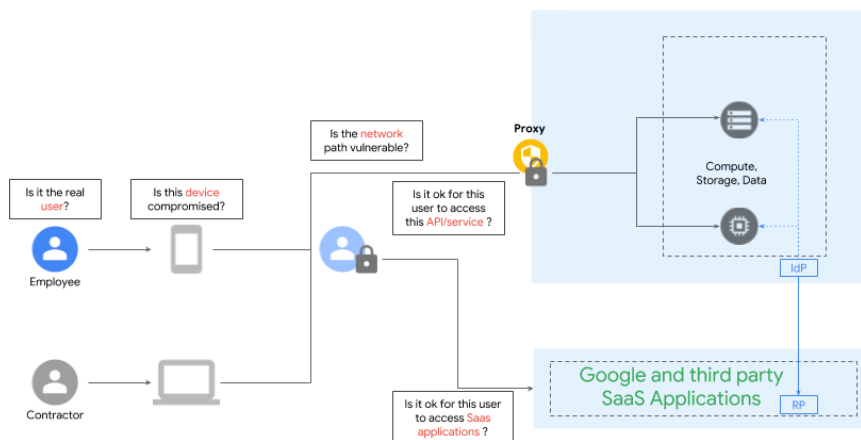 Proxy
Is the network
path vulnerable?
Compute,
Storage, Data
Is it the real
user?
Is this device
compromised?
Is it ok for this
user to access
this API/service ?
Employee
IdP
Contractor
Google and third party
SaaS Applications
RP
Is it ok for this user
to access Saas
applications ?